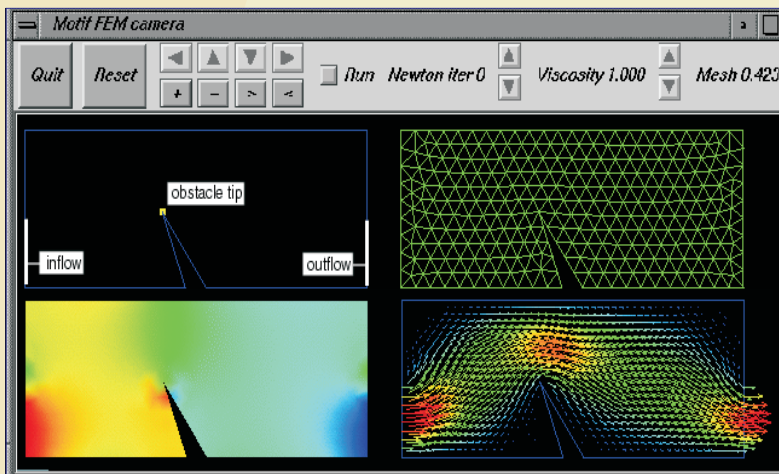 Motif FEM camera
Quit
Reset
+ − > <
Run
Newton iter 0
Viscosity 1.000
Mesh 0.423
obstacle tip
inflow
outflow